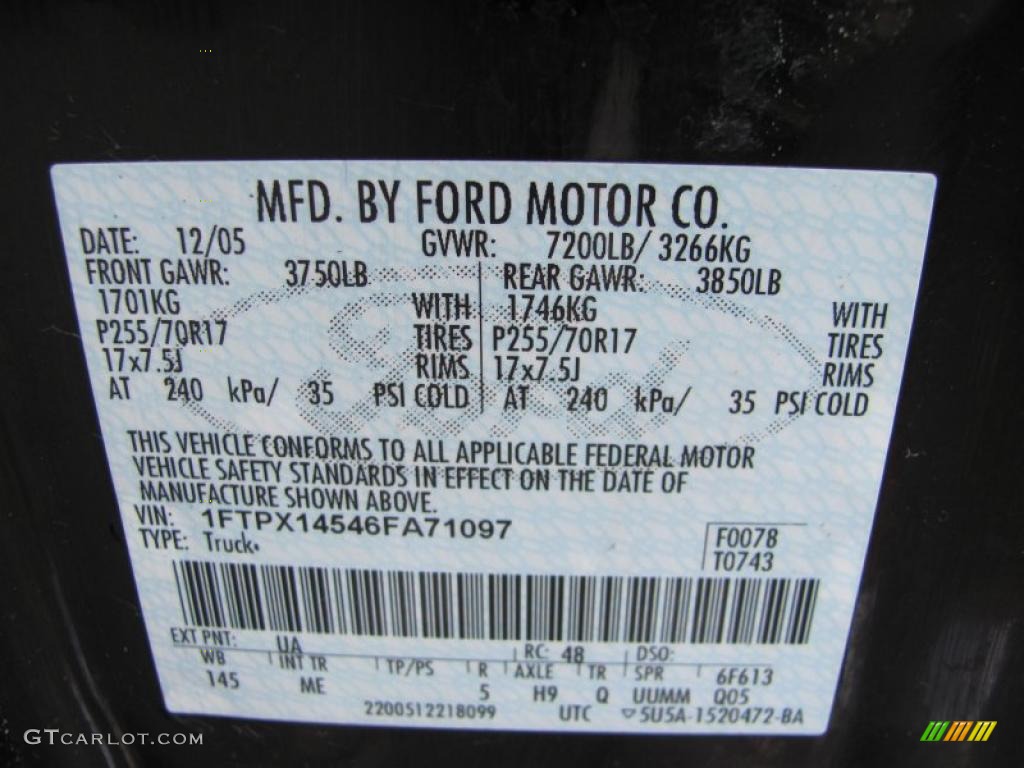 MFD. BY FORD MOTOR CO.
DATE: 12/05 GVWR: 7200LB/ 3266KG
FRONT GAWR: 3750LB REAR GAWR: 3850LB
1701KG WITH 1746KG WITH
P255/70R17 TIRES P255/70R17 TIRES
17x7.5J RIMS 17x7.5J RIMS
AT 240 kPa/ 35 PSI COLD AT 240 kPa/ 35 PSI COLD
THIS VEHICLE CONFORMS TO ALL APPLICABLE FEDERAL MOTOR
VEHICLE SAFETY STANDARDS IN EFFECT ON THE DATE OF
MANUFACTURE SHOWN ABOVE.
VIN: 1FTPX14546FA71097 F0078
TYPE: Truck. T0743
EXT PNT: UA RC: 48 DSO:
WB INT TR TP/PS R AXLE TR SPR 6F613
145 ME 5 H9 Q UUMM Q05
2200512218099 UTC ▽5U5A-1520472-BA
GTCARLOT.COM